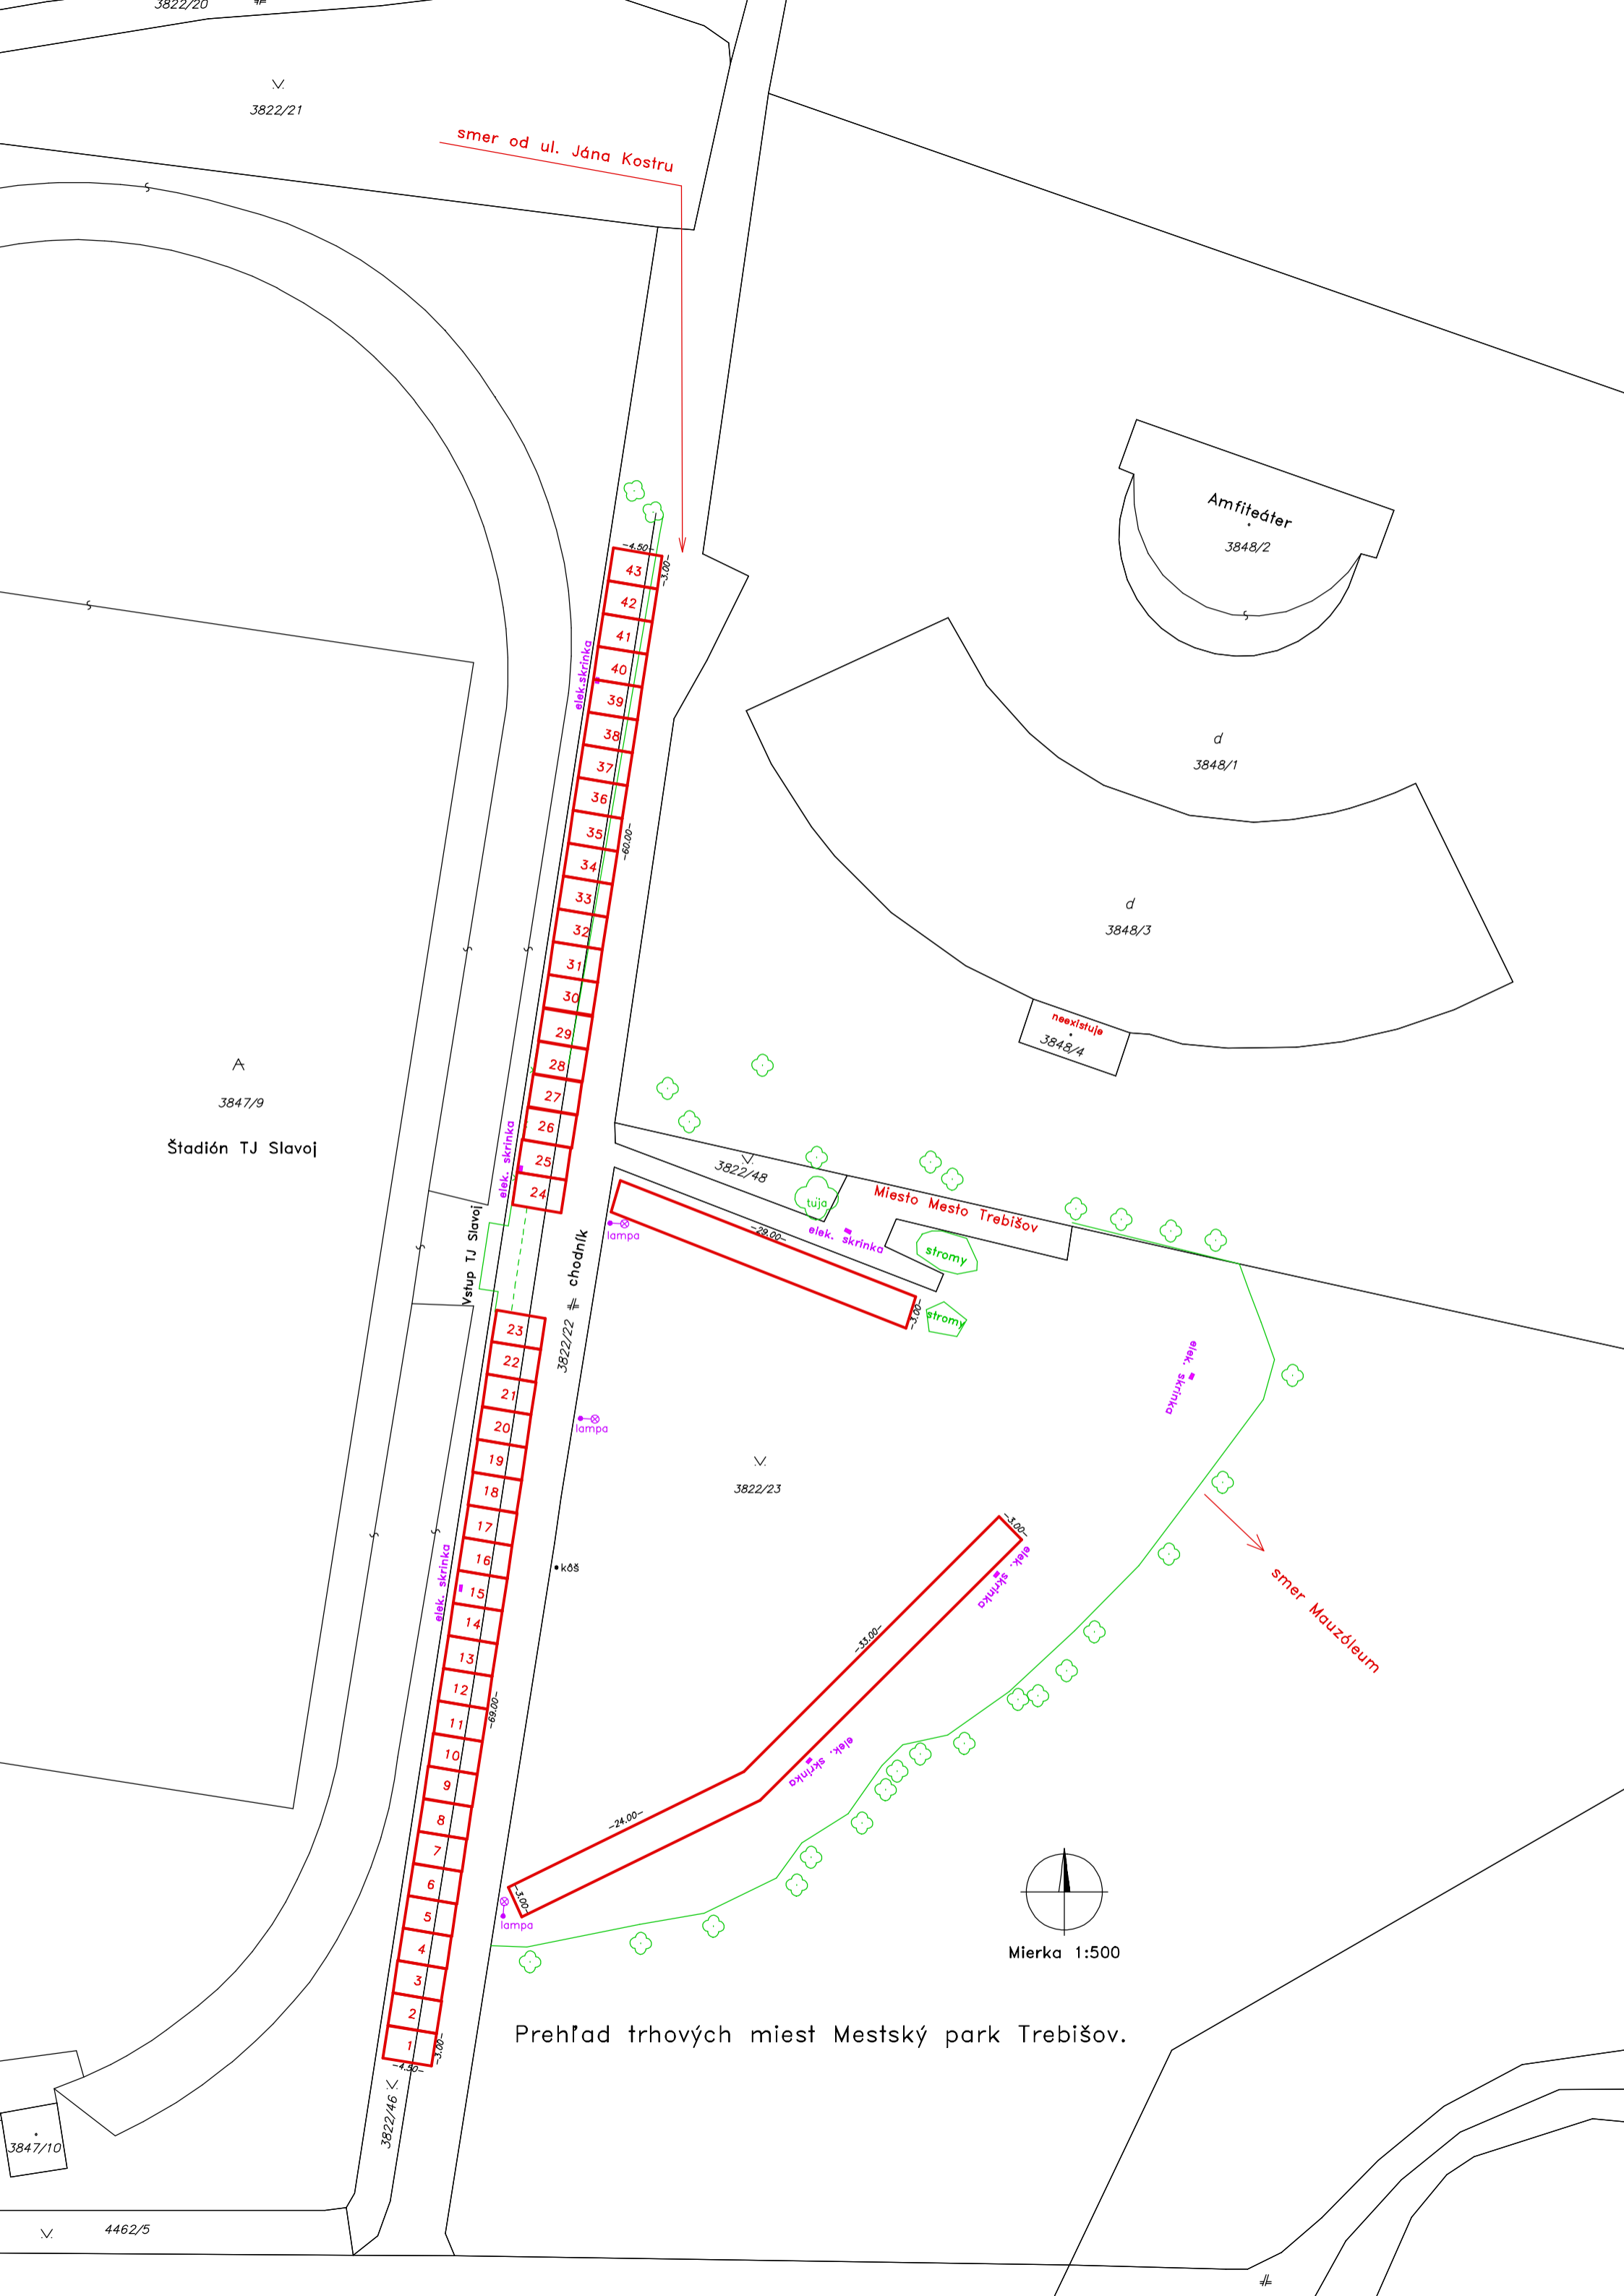 3822/20
3822/21
smer od ul. Jána Kostru
Amfiteáter
3848/2
-4.50-
-3.00-
43
42
41
40
39
38
37
36
35
34
33
32
31
30
29
28
27
26
25
24
elek.skrinka
-60.00-
d
3848/1
d
3848/3
neexistuje
3848/4
3847/9
Štadión TJ Slavoj
elek. skrinka
Vstup TJ Slavoj
3822/48
tuja
Miesto Mesto Trebišov
elek. skrinka
stromy
stromy
lampa
-29.00-
-3.00-
3822/22
chodník
23
22
21
20
19
18
17
16
15
14
13
12
11
10
9
8
7
6
5
4
3
2
1
lampa
elek. skrinka
3822/23
kôš
elek. skrinka
-69.00-
-3.00-
elek. skrinka
-33.00-
smer Mauzóleum
elek. skrinka
-24.00-
-3.00-
lampa
Mierka 1:500
Prehľad trhových miest Mestský park Trebišov.
-3.00-
-4.50-
3822/46
3847/10
4462/5